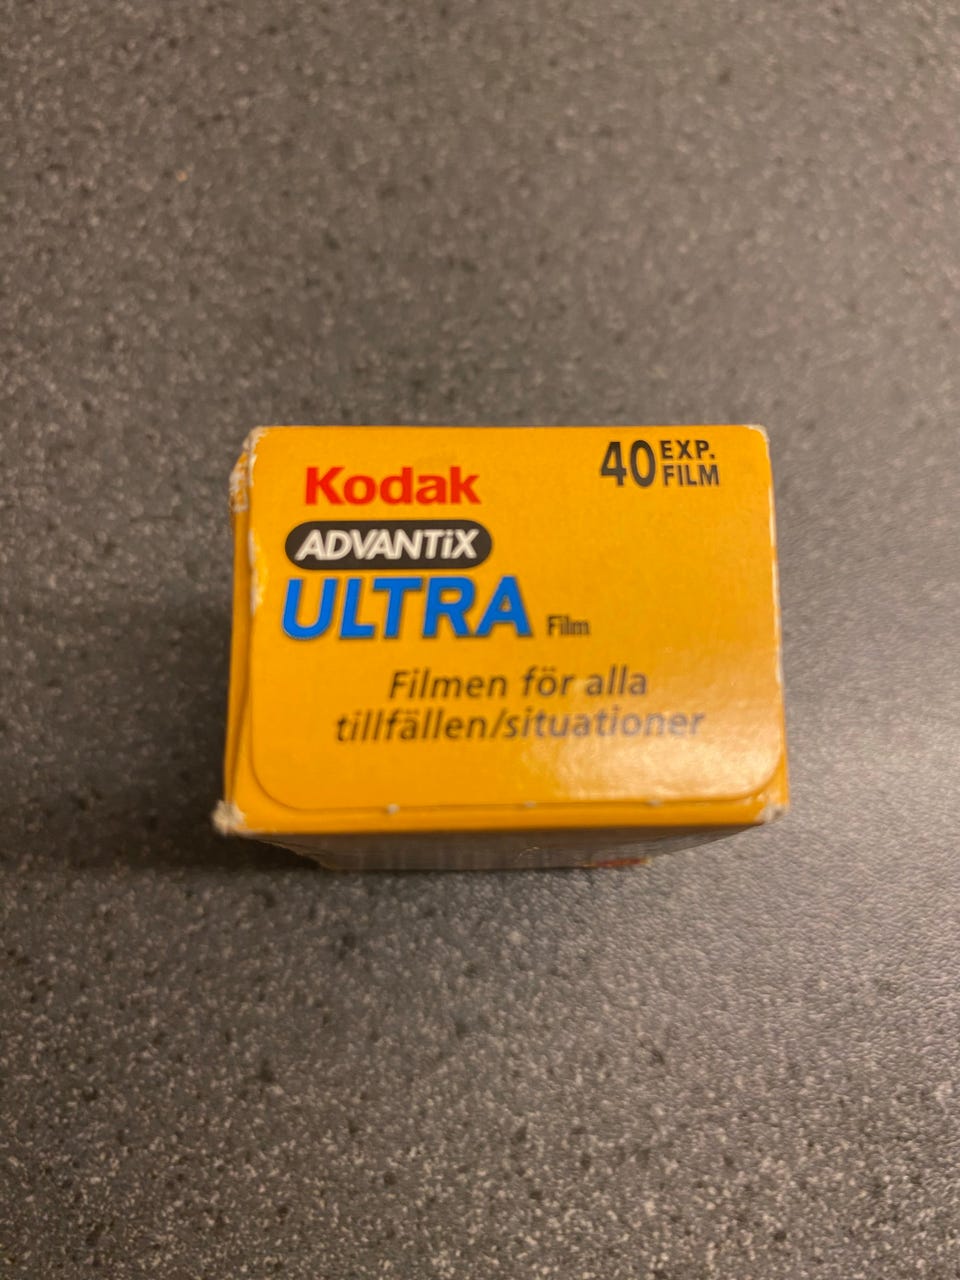 Kodak
40 EXP. FILM
ADVANTiX
ULTRA Film
Filmen för alla
tillfällen/situationer